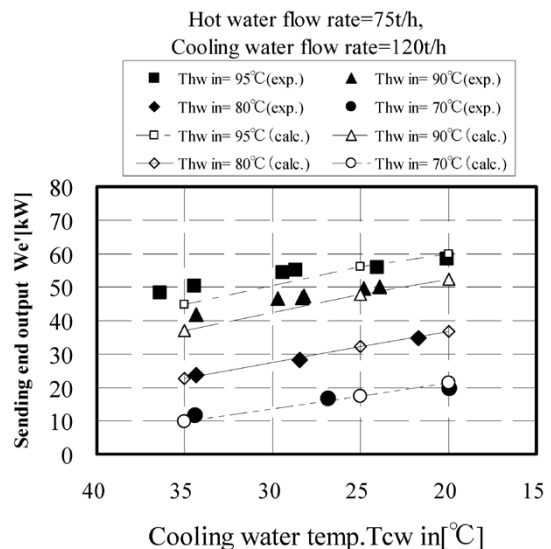 Hot water flow rate=75t/h,
Cooling water flow rate=120t/h
Thw in= 95℃(exp.) Thw in= 90℃(exp.)
Thw in= 80℃(exp.) Thw in= 70℃(exp.)
Thw in= 95℃(calc.) Thw in= 90℃(calc.)
Thw in= 80℃(calc.) Thw in= 70℃(calc.)
Sending end output We'[kW]
80
70
60
50
40
30
20
10
0
40 35 30 25 20 15
Cooling water temp.Tcw in[℃]